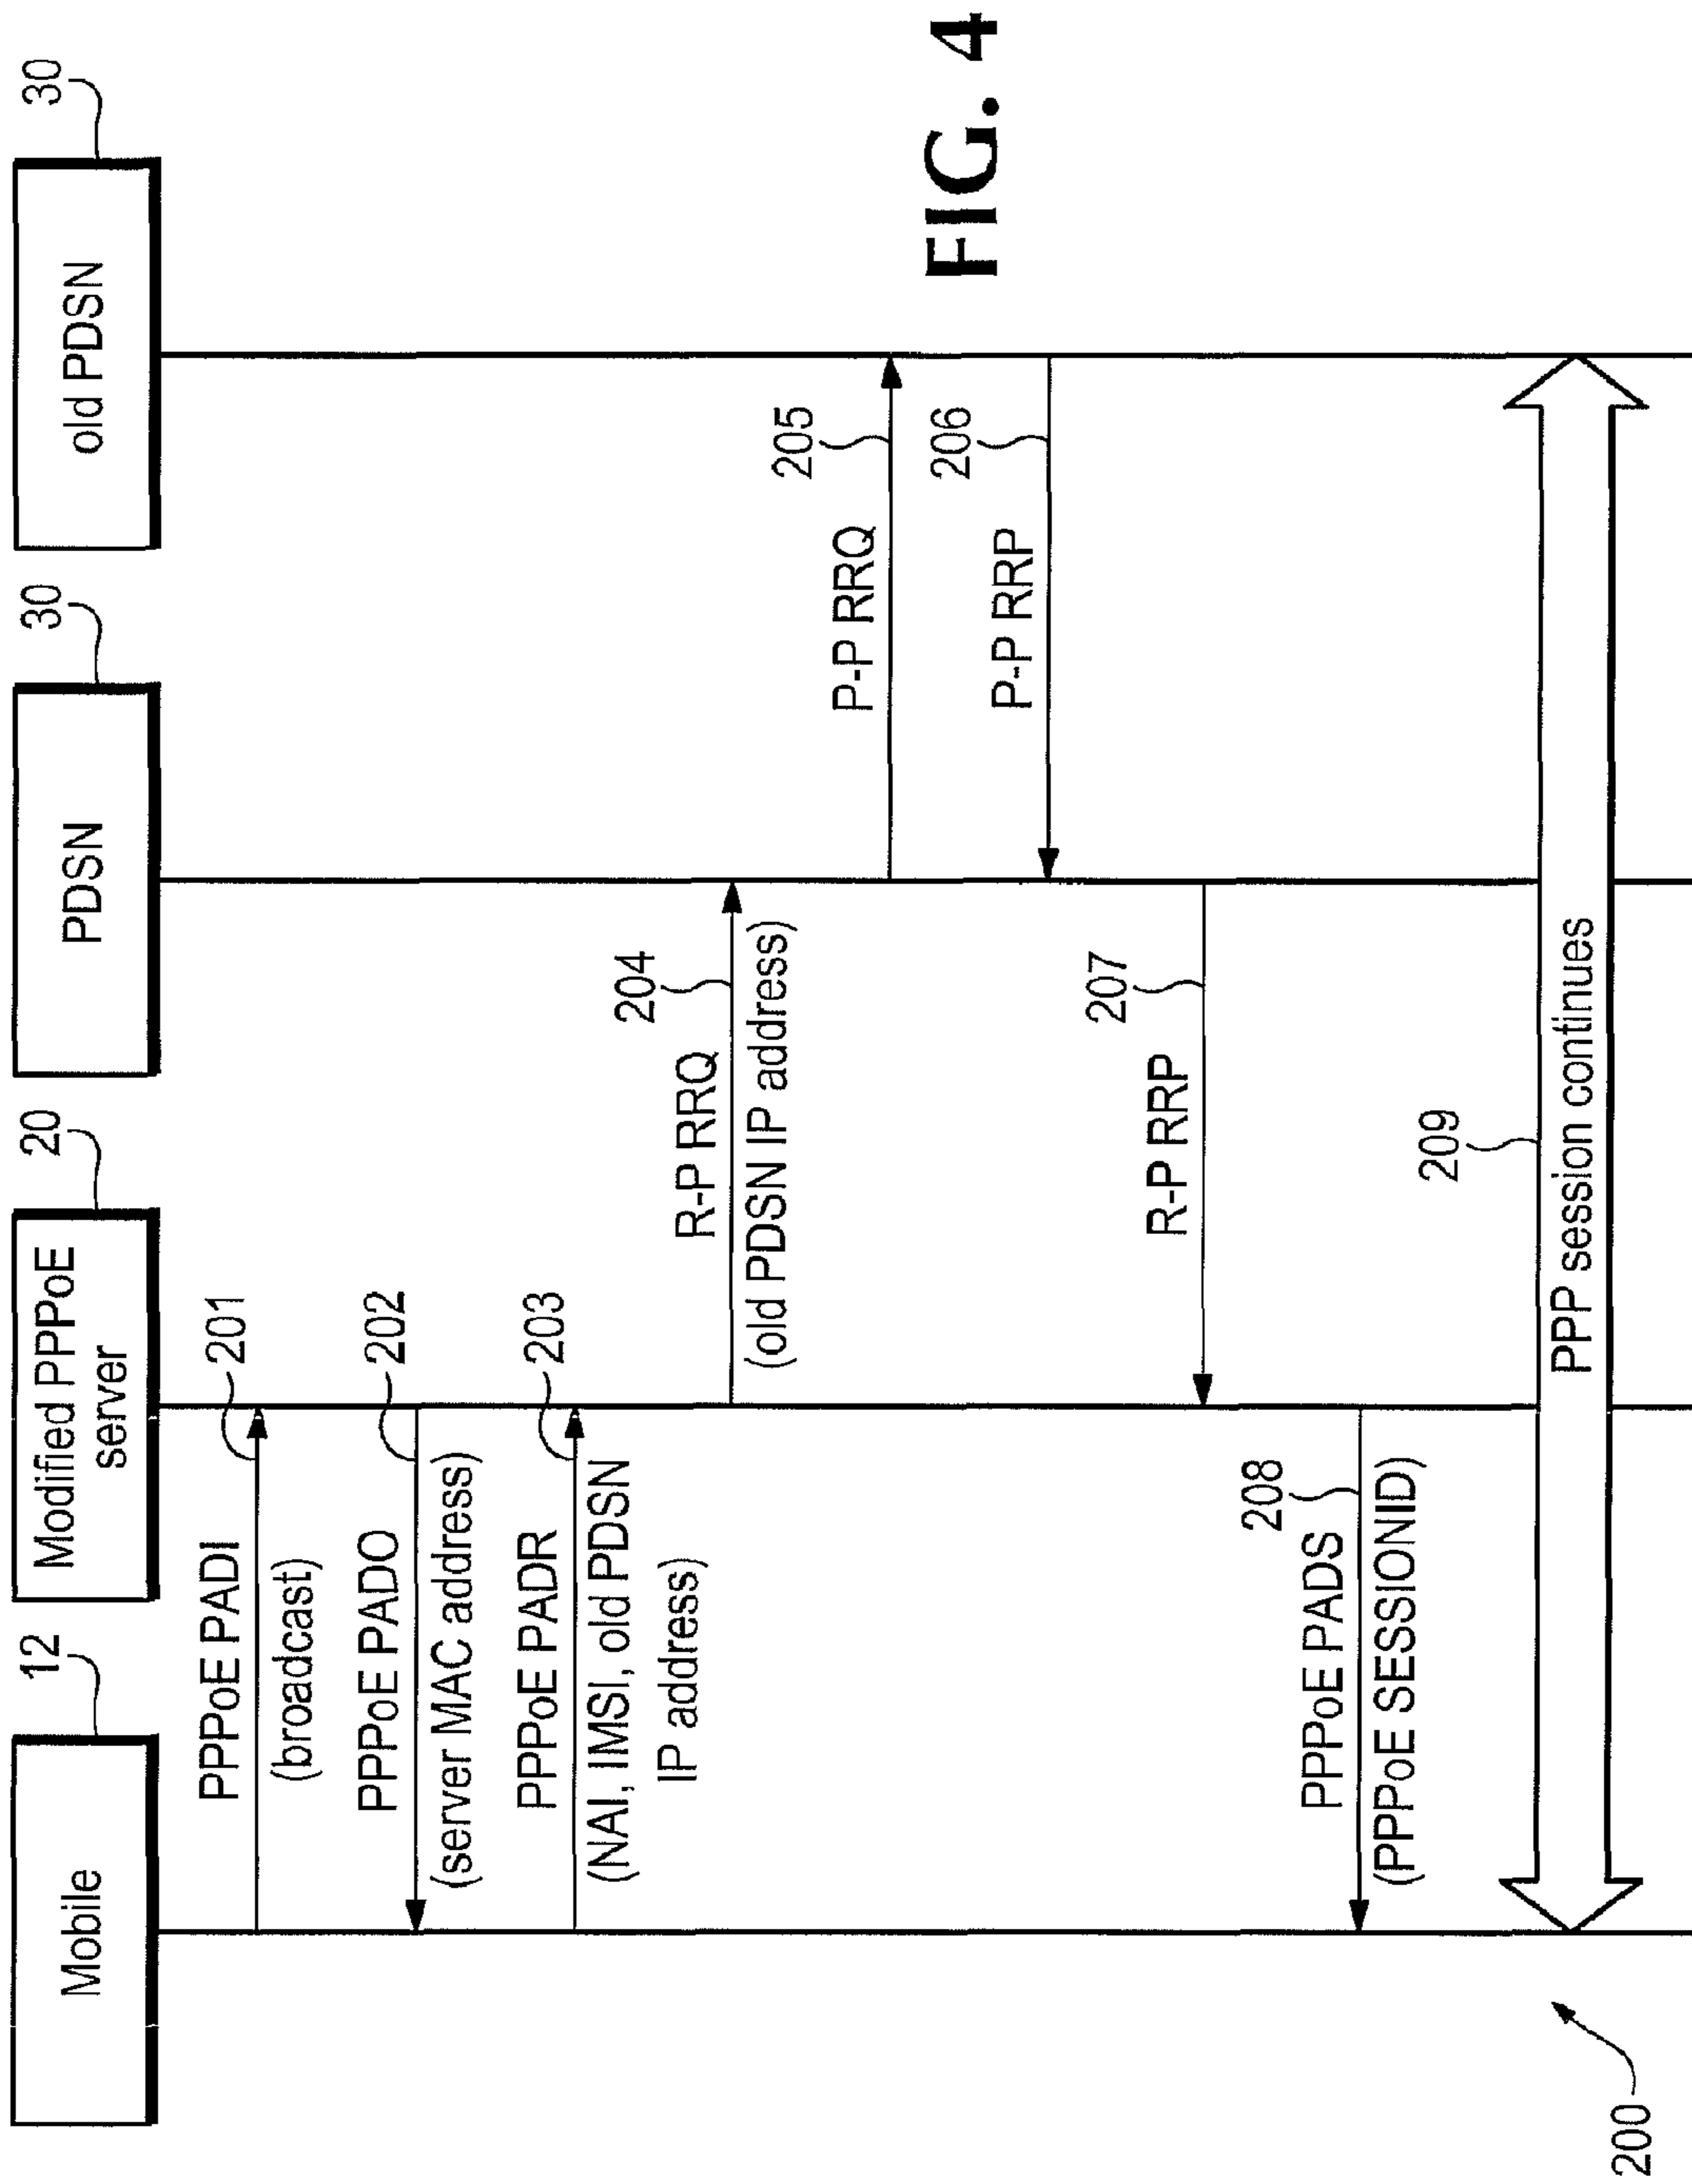 Mobile
12
Modified PPPoE
server
20
PDSN
30
old PDSN
30
PPPoE PADI
201
(broadcast)
PPPoE PADO
202
(server MAC address)
PPPoE PADR
203
(NAI, IMSI, old PDSN
IP address)
R-P RRQ
204
(old PDSN IP address)
P-P RRQ
205
P-P RRP
206
R-P RRP
207
PPPoE PADS
208
(PPPoE SESSIONID)
209
PPP session continues
200
FIG. 4